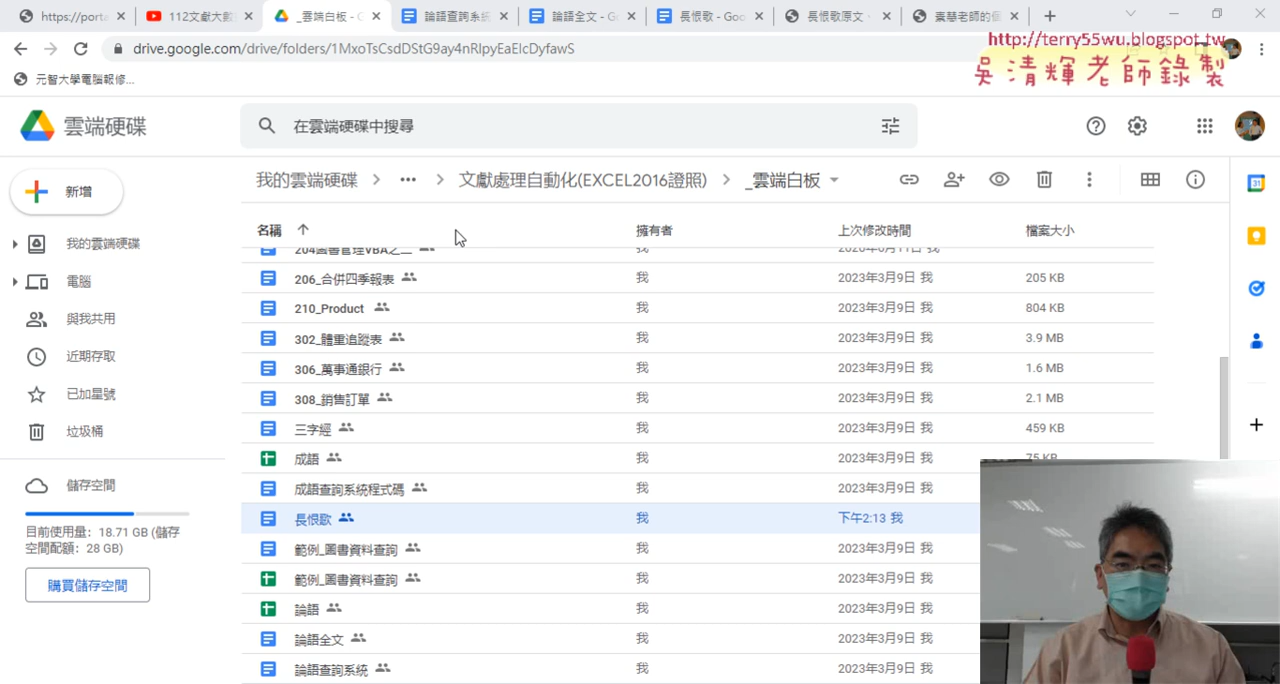 https://porta
112文獻大數
_雲端白板 - G
論語查詢系統
論語全文 - Go
長恨歌 - Goo
長恨歌原文
素慧老師的個
drive.google.com/drive/folders/1MxoTsCsdDStG9ay4nRlpyEaElcDyfawS
http://terry55wu.blogspot.tw
吳清輝老師錄製
元智大學電腦報修...
雲端硬碟
在雲端硬碟中搜尋
新增
我的雲端硬碟 > ••• > 文獻處理自動化(EXCEL2016證照) > _雲端白板
名稱 擁有者 上次修改時間 檔案大小
我的雲端硬碟
電腦
與我共用
近期存取
已加星號
垃圾桶
儲存空間
目前使用量：18.71 GB (儲存
空間配額：28 GB)
購買儲存空間
204圖書管理VBA之二 我
206_合併四季報表 我 2023年3月9日 我 205 KB
210_Product 我 2023年3月9日 我 804 KB
302_體重追蹤表 我 2023年3月9日 我 3.9 MB
306_萬事通銀行 我 2023年3月9日 我 1.6 MB
308_銷售訂單 我 2023年3月9日 我 2.1 MB
三字經 我 2023年3月9日 我 459 KB
成語 我 2023年3月9日 我 75 KB
成語查詢系統程式碼 我 2023年3月9日 我
長恨歌 我 下午2:13 我
範例_圖書資料查詢 我 2023年3月9日 我
範例_圖書資料查詢 我 2023年3月9日 我
論語 我 2023年3月9日 我
論語全文 我 2023年3月9日 我
論語查詢系統 我 2023年3月9日 我